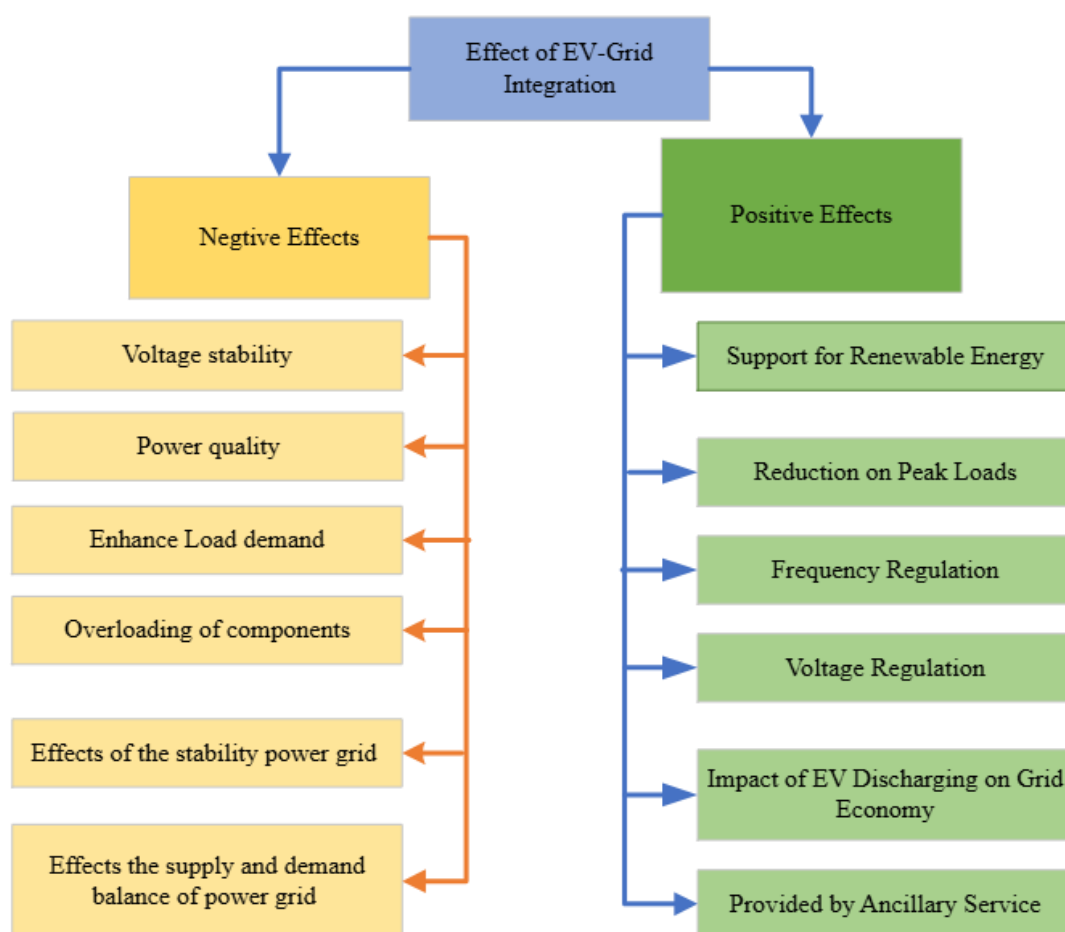 Effect of EV-Grid
Integration
Negtive Effects
Voltage stability
Power quality
Enhance Load demand
Overloading of components
Effects of the stability power grid
Effects the supply and demand
balance of power grid
Positive Effects
Support for Renewable Energy
Reduction on Peak Loads
Frequency Regulation
Voltage Regulation
Impact of EV Discharging on Grid
Economy
Provided by Ancillary Service